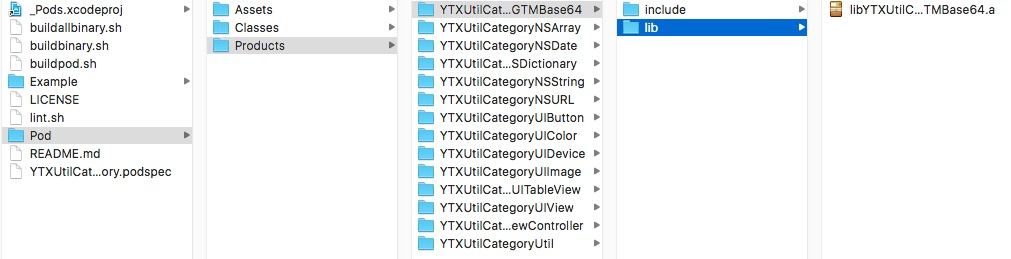 _Pods.xcodeproj
buildallbinary.sh
buildbinary.sh
buildpod.sh
Example
LICENSE
lint.sh
Pod
README.md
YTXUtilCat...ory.podspec
Assets
Classes
Products
YTXUtilCat...GTMBase64
YTXUtilCategoryNSArray
YTXUtilCategoryNSDate
YTXUtilCat...SDictionary
YTXUtilCategoryNSString
YTXUtilCategoryNSURL
YTXUtilCategoryUIButton
YTXUtilCategoryUIColor
YTXUtilCategoryUIDevice
YTXUtilCategoryUIImage
YTXUtilCat...UITableView
YTXUtilCategoryUIView
YTXUtilCat...ewController
YTXUtilCategoryUtil
include
lib
libYTXUtilC...TMBase64.a